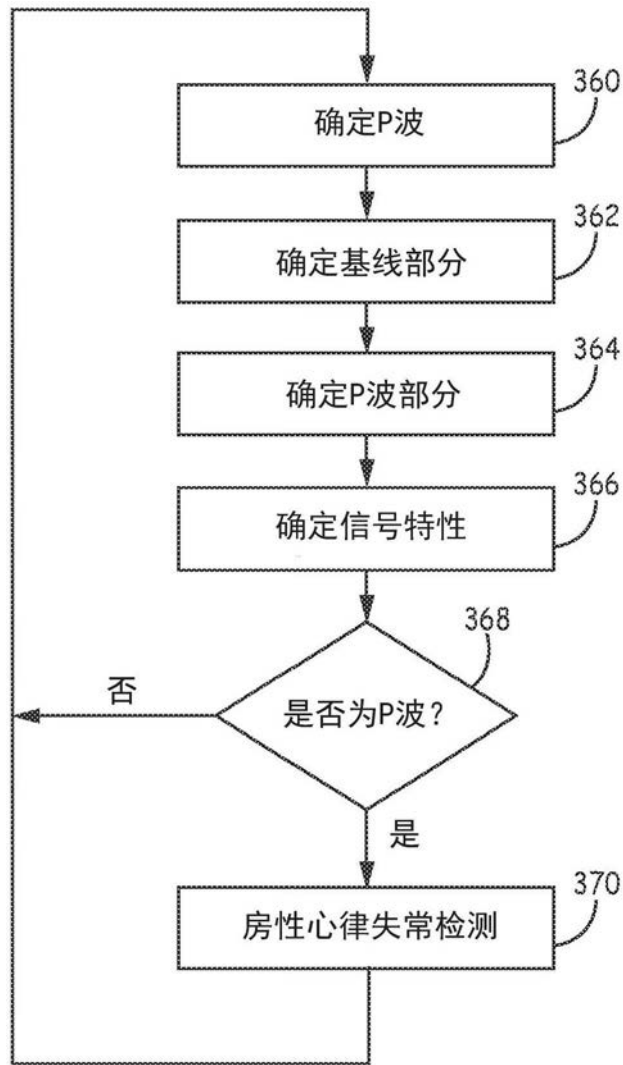 360
确定P波
362
确定基线部分
364
确定P波部分
366
确定信号特性
368
是否为P波?
否
是
370
房性心律失常检测